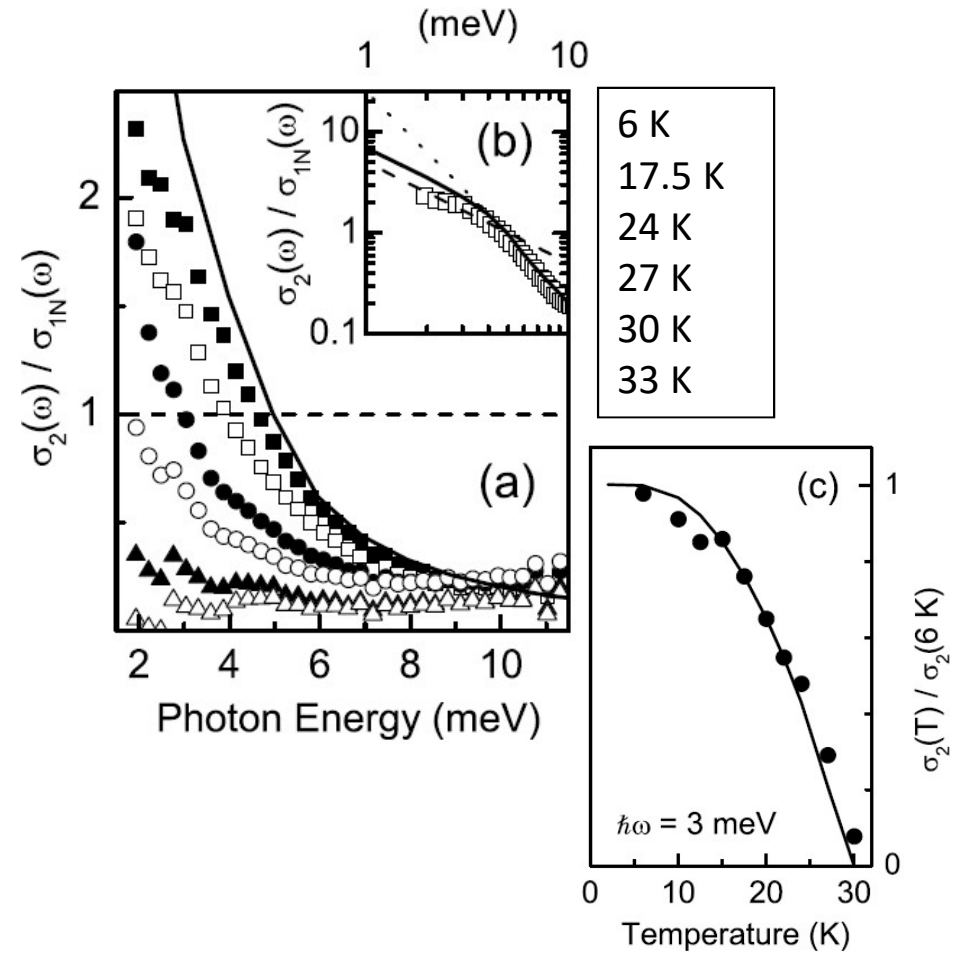 (meV)
1 10
σ₂(ω) / σ₁N(ω)
10
1
0.1
(b)
6 K
17.5 K
24 K
27 K
30 K
33 K
σ₂(ω) / σ₁N(ω)
2
1
(a)
2 4 6 8 10
Photon Energy (meV)
(c)
1
0
σ₂(T) / σ₂(6 K)
ℏω = 3 meV
0 10 20 30
Temperature (K)